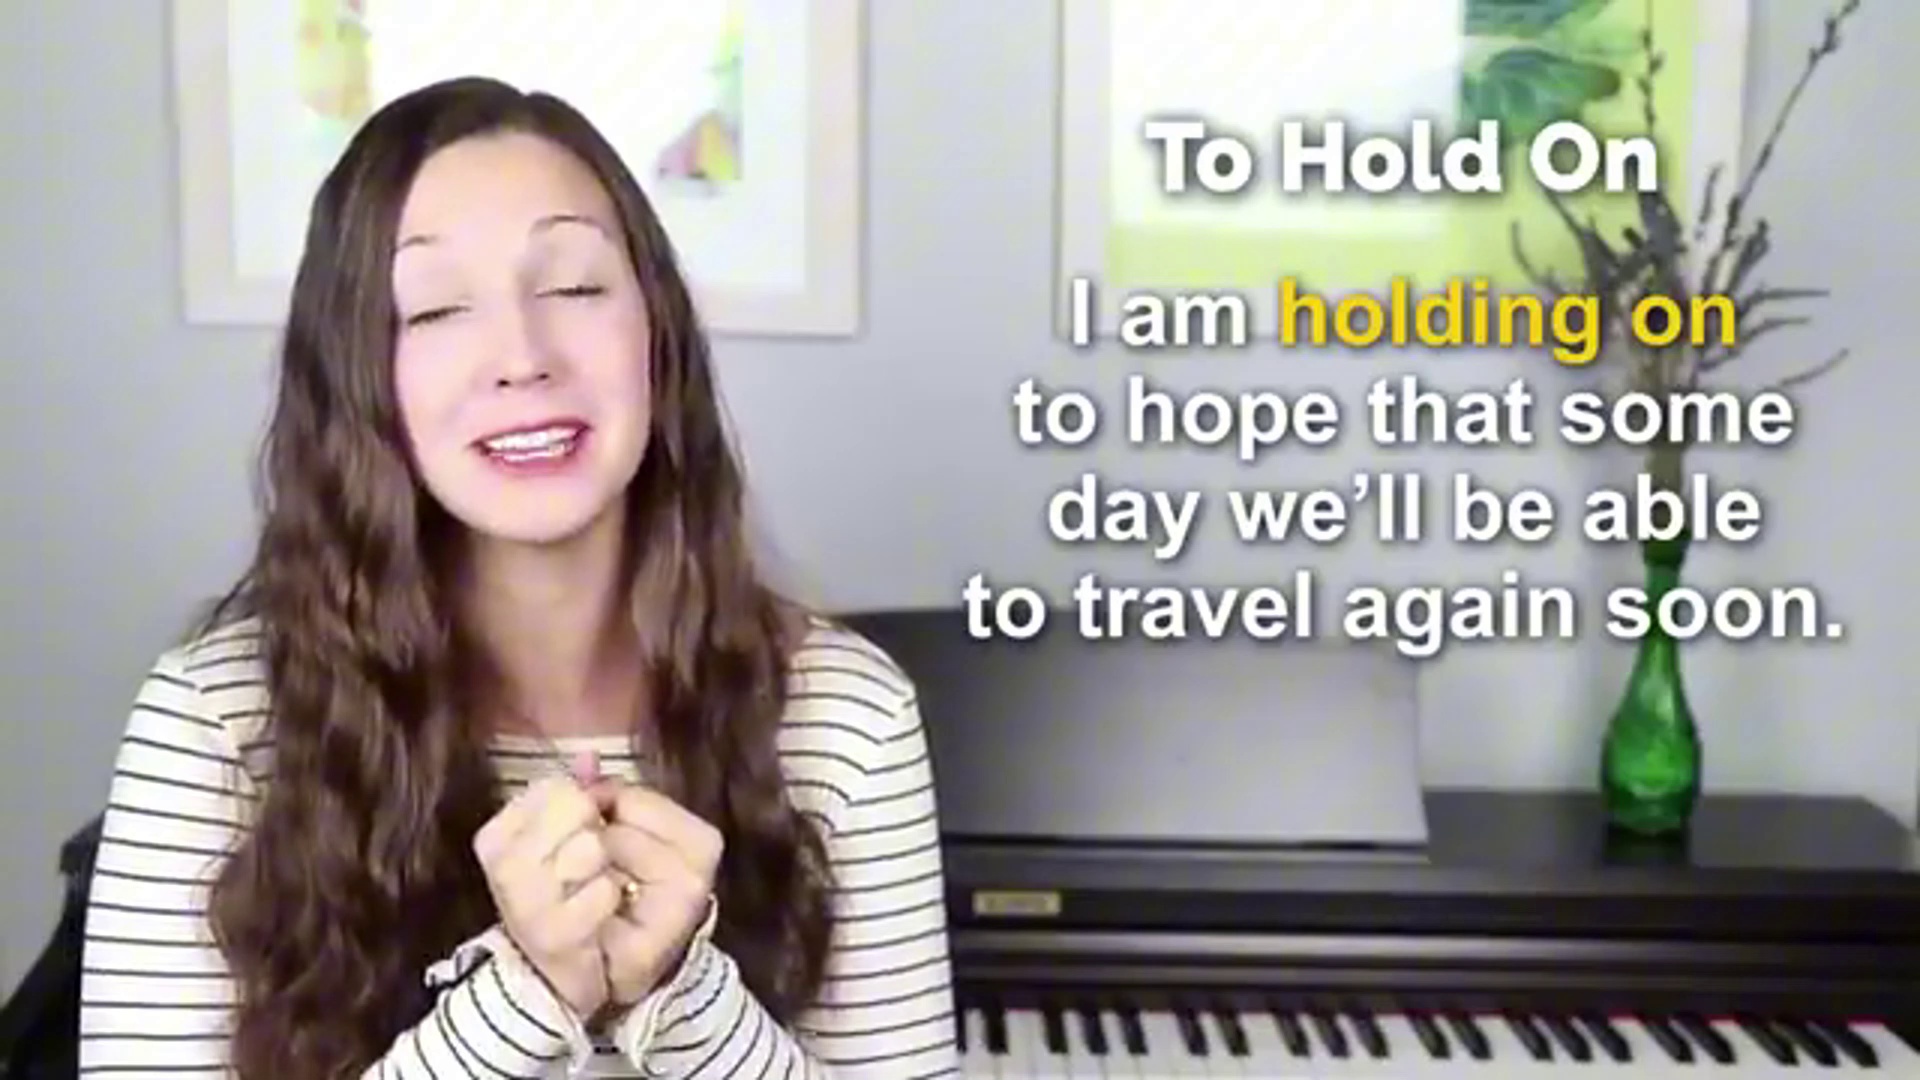 To Hold On
I am holding on
to hope that some
day we’ll be able
to travel again soon.